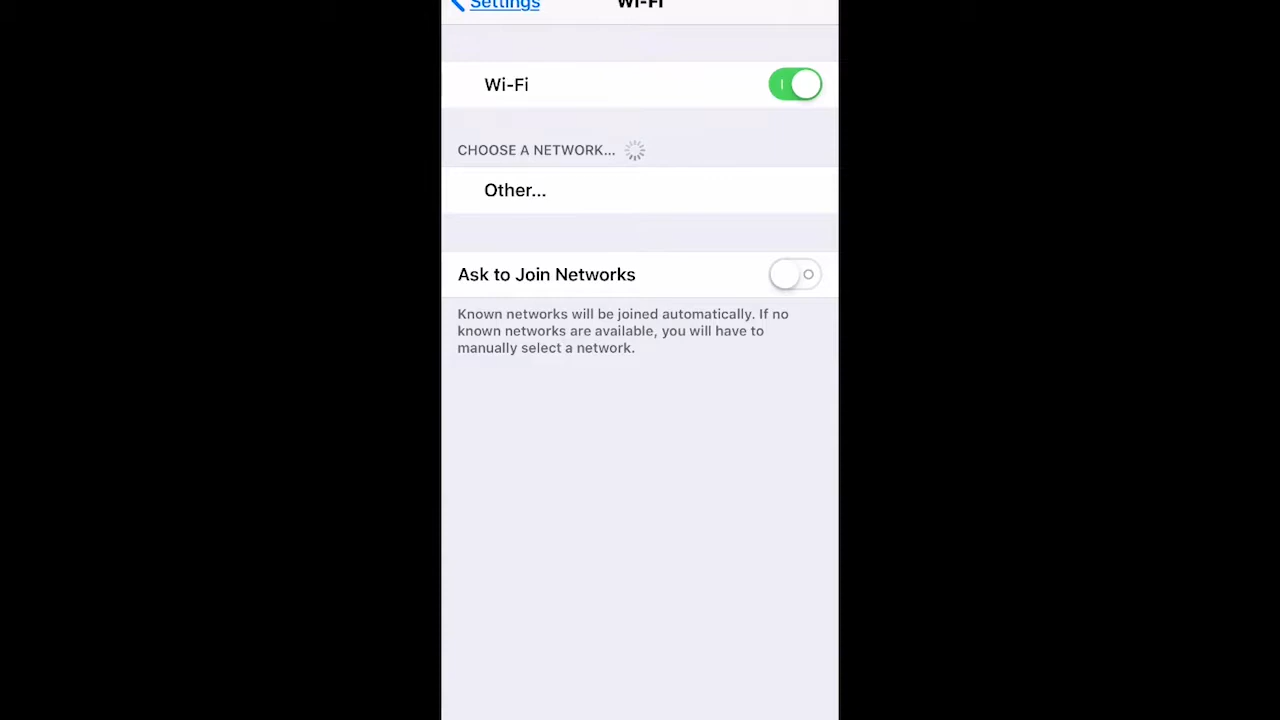 Settings
Wi-Fi
Wi-Fi
CHOOSE A NETWORK...
Other...
Ask to Join Networks
Known networks will be joined automatically. If no
known networks are available, you will have to
manually select a network.